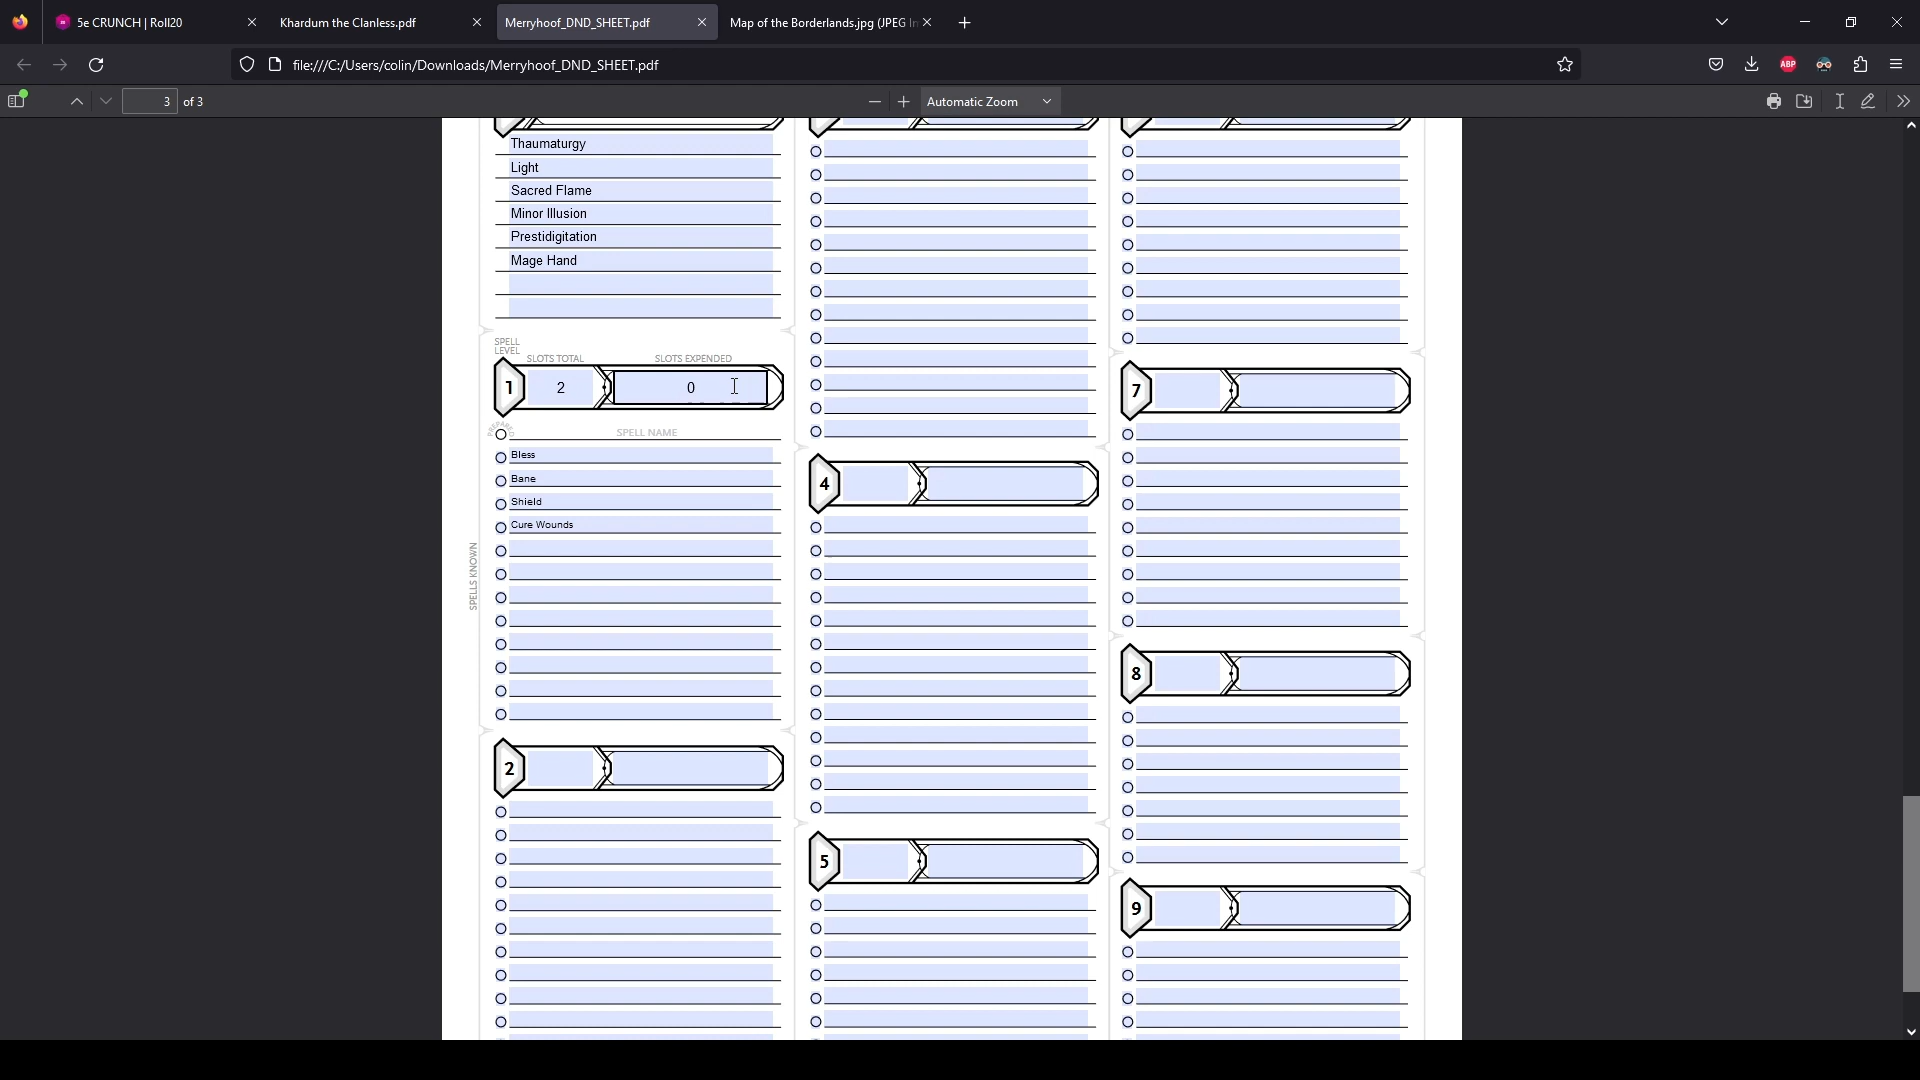 5e CRUNCH | Roll20
Khardum the Clanless.pdf
Merryhoof_DND_SHEET.pdf
Map of the Borderlands.jpg (JPEG
file:///C:/Users/colin/Downloads/Merryhoof_DND_SHEET.pdf
ABP
3 of 3
Automatic Zoom
Thaumaturgy
Light
Sacred Flame
Minor Illusion
Prestidigitation
Mage Hand
SPELL
LEVEL
SLOTS TOTAL
SLOTS EXPENDED
1
2
0
PREPARED
SPELL NAME
Bless
Bane
Shield
Cure Wounds
SPELLS KNOWN
2
4
5
7
8
9